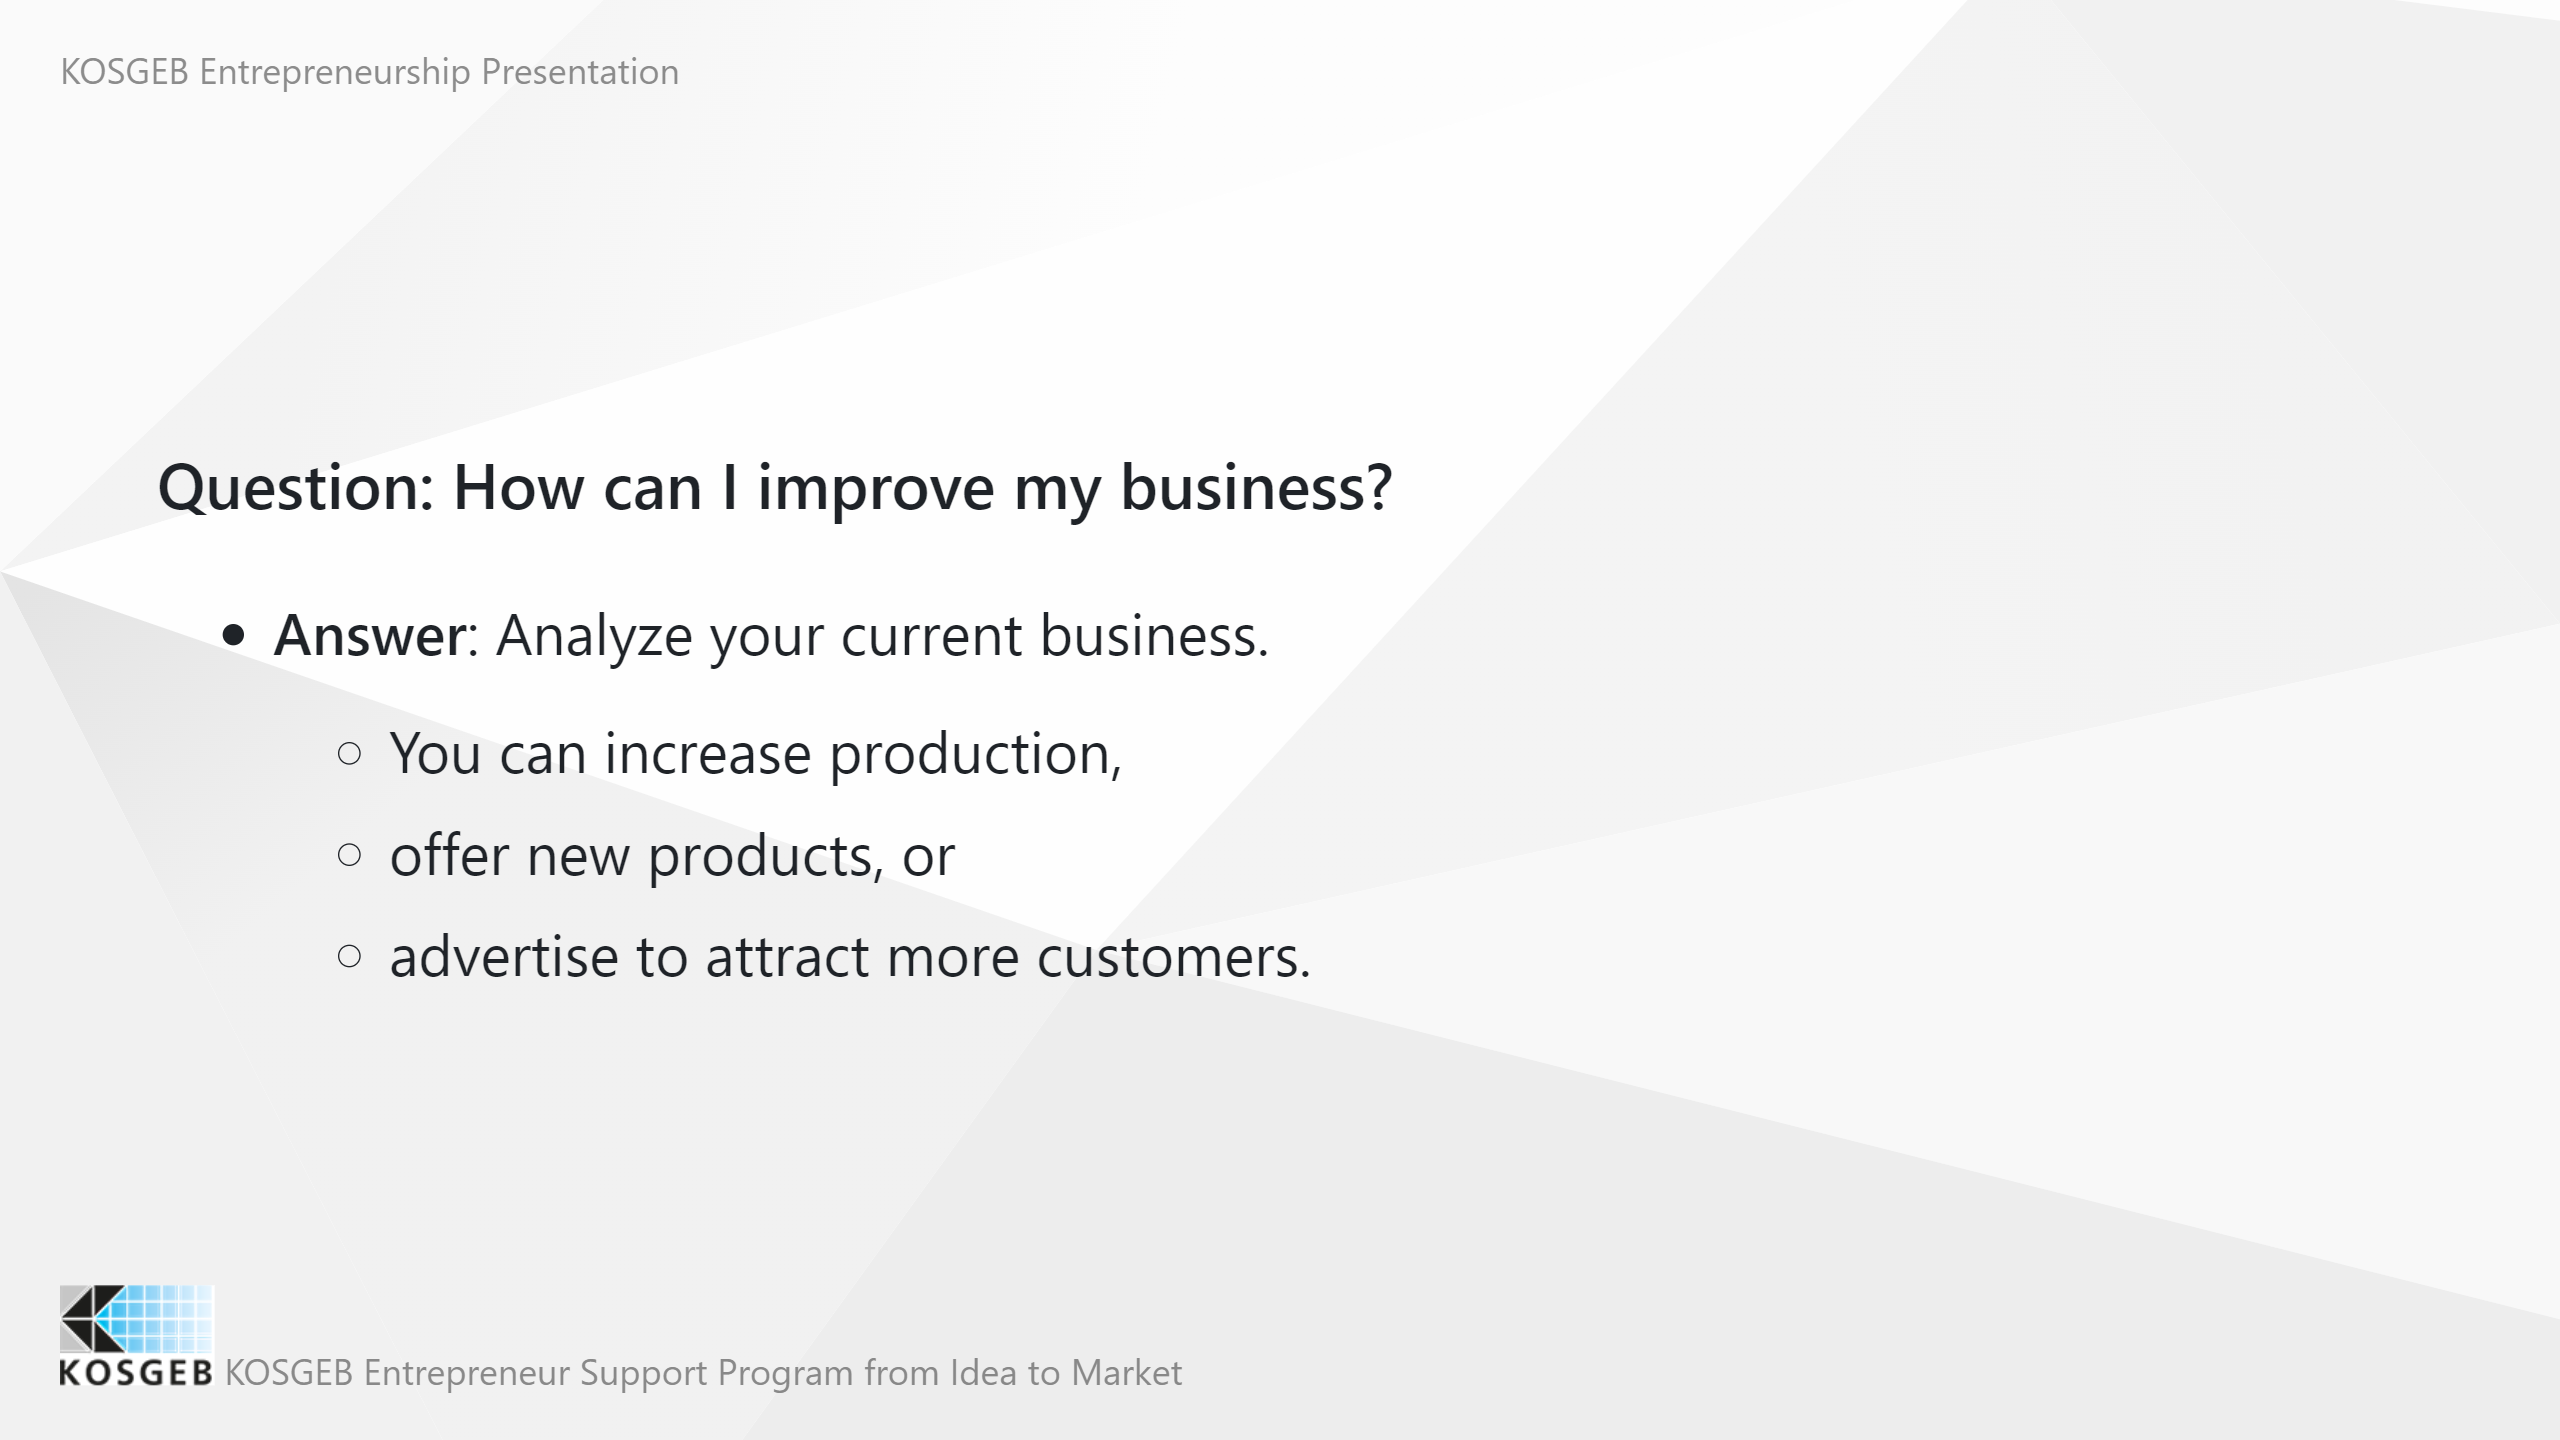 KOSGEB Entrepreneurship Presentation
Question: How can I improve my business?
• Answer: Analyze your current business.
○ You can increase production,
○ offer new products, or
○ advertise to attract more customers.
KOSGEB KOSGEB Entrepreneur Support Program from Idea to Market